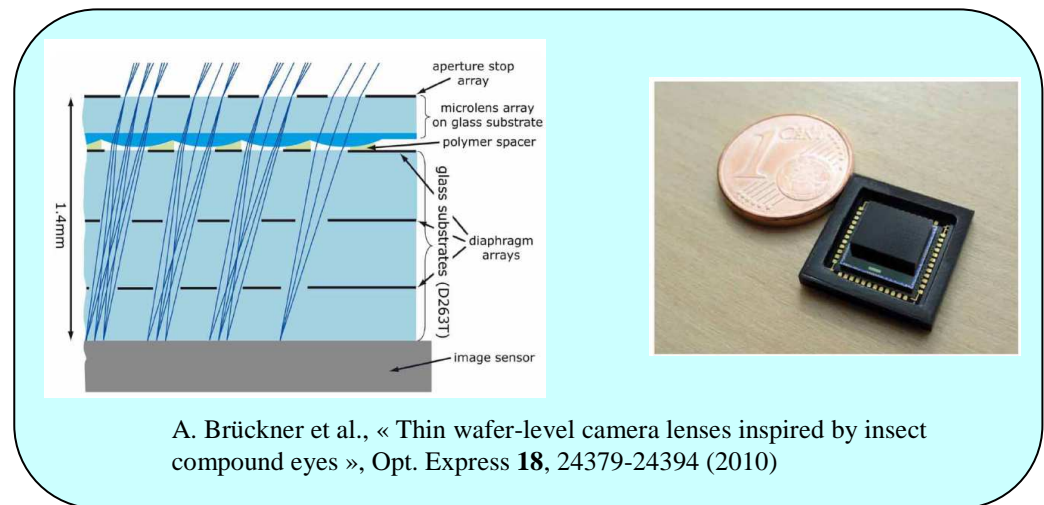 aperture stop
array
microlens array
on glass substrate
polymer spacer
glass substrates (D263T)
1.4mm
diaphragm
arrays
image sensor
1
A. Brückner et al., « Thin wafer-level camera lenses inspired by insect
compound eyes », Opt. Express 18, 24379-24394 (2010)